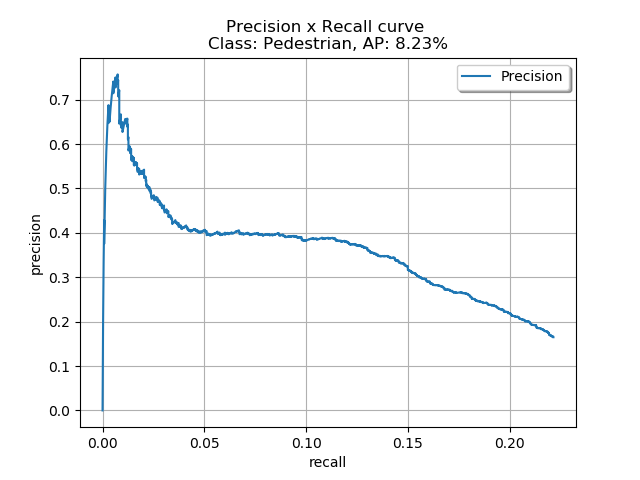 Precision x Recall curve
Class: Pedestrian, AP: 8.23%
Precision
0.7
0.6
0.5
0.4
0.3
0.2
0.1
0.0
precision
0.00 0.05 0.10 0.15 0.20
recall